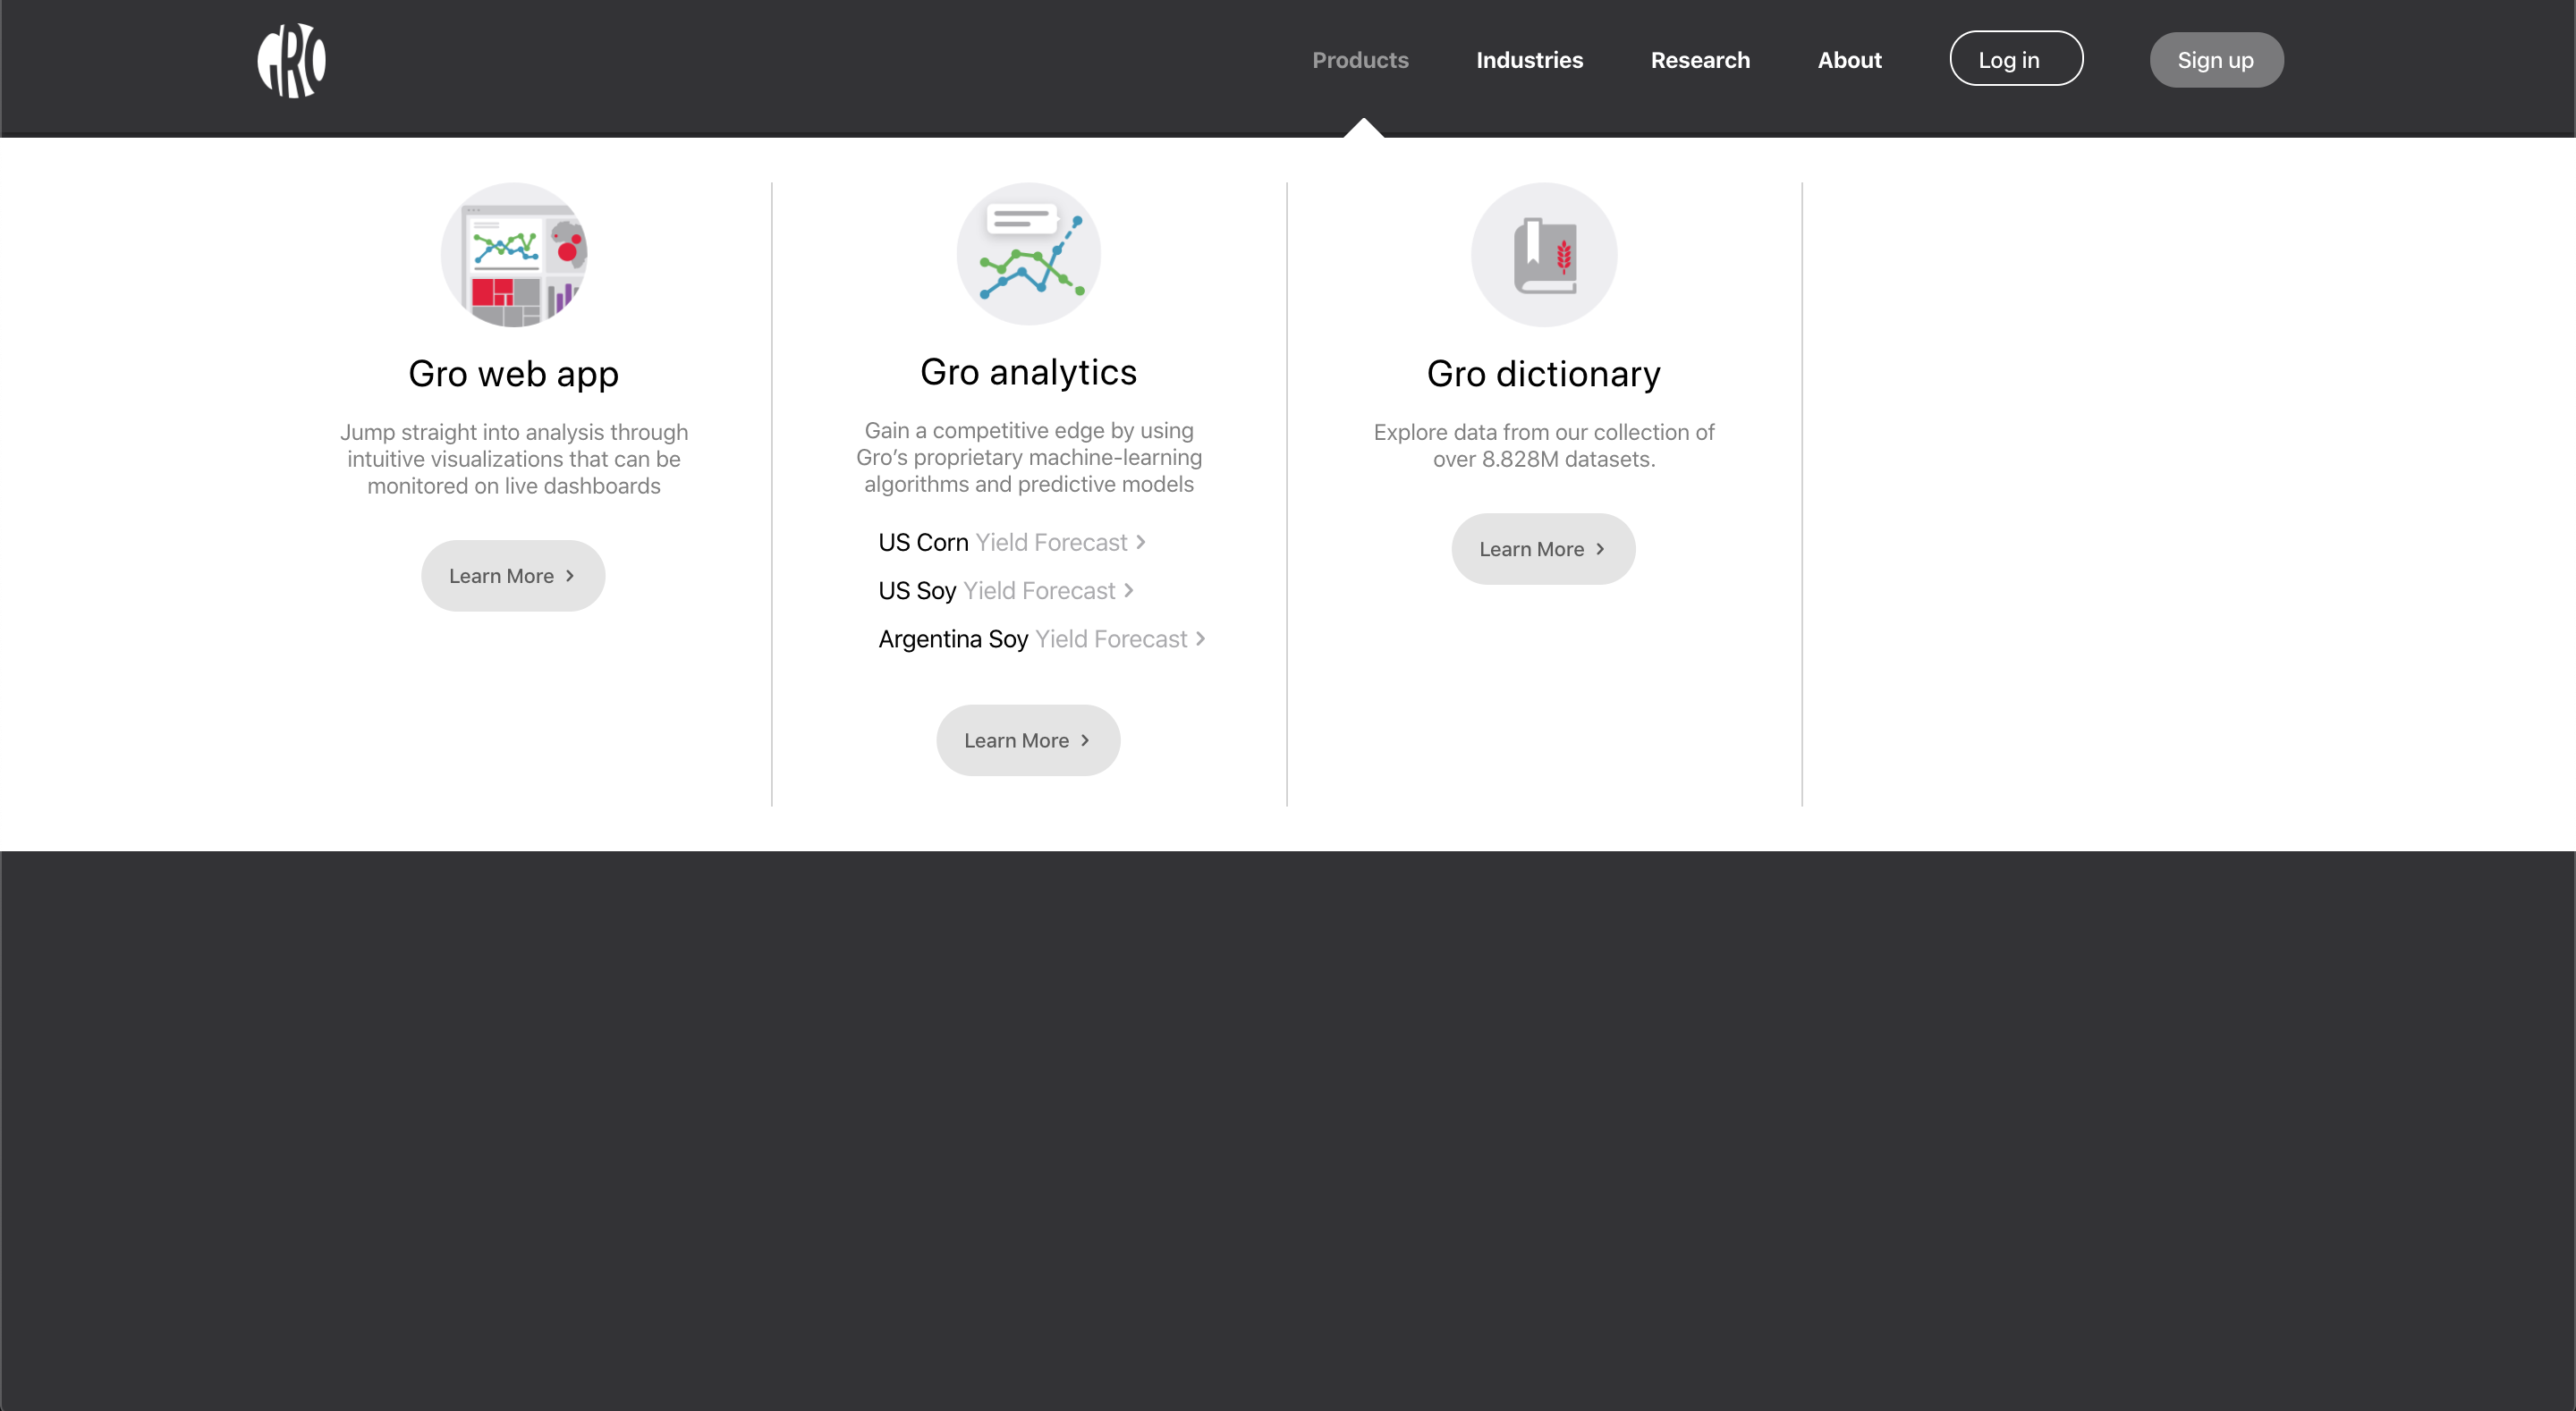 GRO
Products
Industries
Research
About
Log in
Sign up
Gro web app
Jump straight into analysis through
intuitive visualizations that can be
monitored on live dashboards
Learn More
Gro analytics
Gain a competitive edge by using
Gro’s proprietary machine-learning
algorithms and predictive models
US Corn Yield Forecast
US Soy Yield Forecast
Argentina Soy Yield Forecast
Learn More
Gro dictionary
Explore data from our collection of
over 8.828M datasets.
Learn More